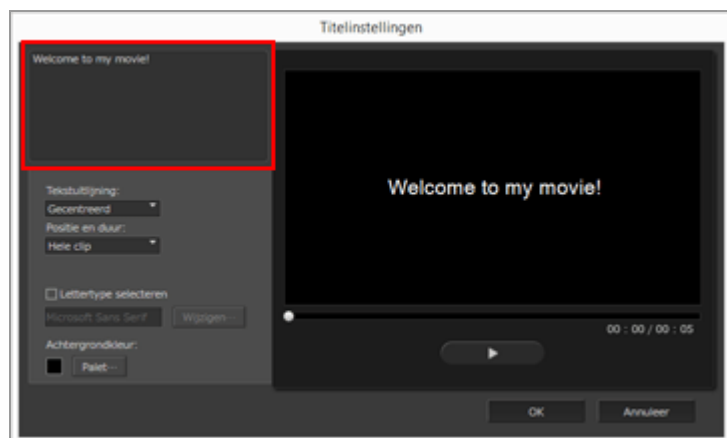 Titelinstellingen
Welcome to my movie!
Welcome to my movie!
Tekstuitlijning:
Gecentreerd
Positie en duur:
Hele clip
Lettertype selecteren
Microsoft Sans Serif
Wijzigen...
00 : 00 / 00 : 05
Achtergrondkleur:
Palet...
OK
Annuleer